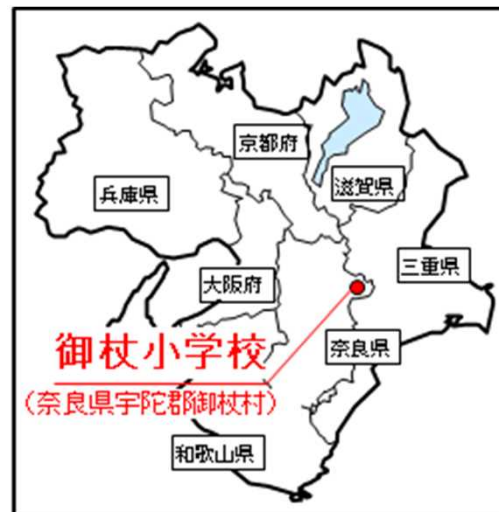 京都府
兵庫県
滋賀県
大阪府
三重県
御杖小学校
奈良県
(奈良県宇陀郡御杖村)
和歌山県